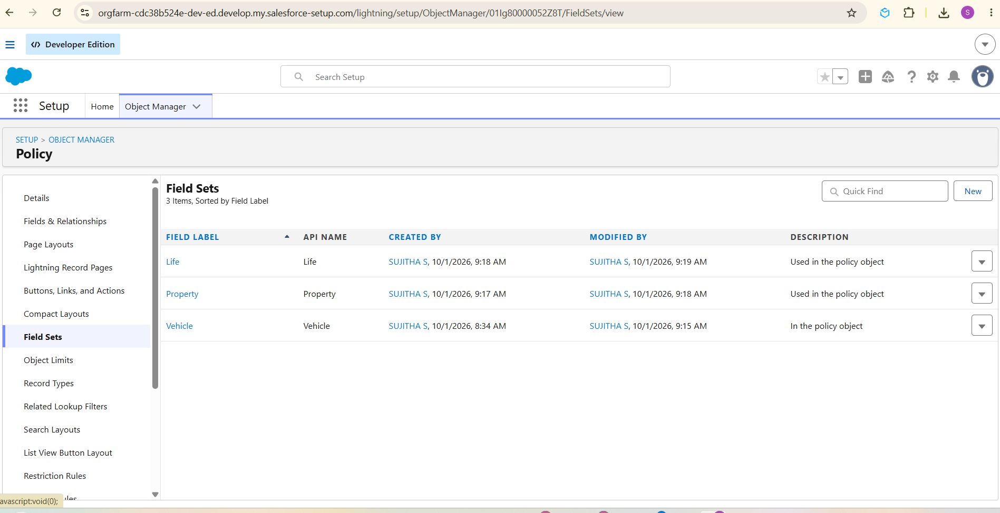 orgfarm-cdc38b524e-dev-ed.develop.my.salesforce-setup.com/lightning/setup/ObjectManager/01Ig80000052Z8T/FieldSets/view
S
Developer Edition
Search Setup
Setup
Home
Object Manager
SETUP > OBJECT MANAGER
Policy
Details
Fields & Relationships
Page Layouts
Lightning Record Pages
Buttons, Links, and Actions
Compact Layouts
Field Sets
Object Limits
Record Types
Related Lookup Filters
Search Layouts
List View Button Layout
Restriction Rules
Field Sets
3 Items, Sorted by Field Label
Quick Find
New
FIELD LABEL API NAME CREATED BY MODIFIED BY DESCRIPTION
Life Life SUJITHA S, 10/1/2026, 9:18 AM SUJITHA S, 10/1/2026, 9:19 AM Used in the policy object
Property Property SUJITHA S, 10/1/2026, 9:17 AM SUJITHA S, 10/1/2026, 9:18 AM Used in the policy object
Vehicle Vehicle SUJITHA S, 10/1/2026, 8:34 AM SUJITHA S, 10/1/2026, 9:15 AM In the policy object
avascript:void(0);